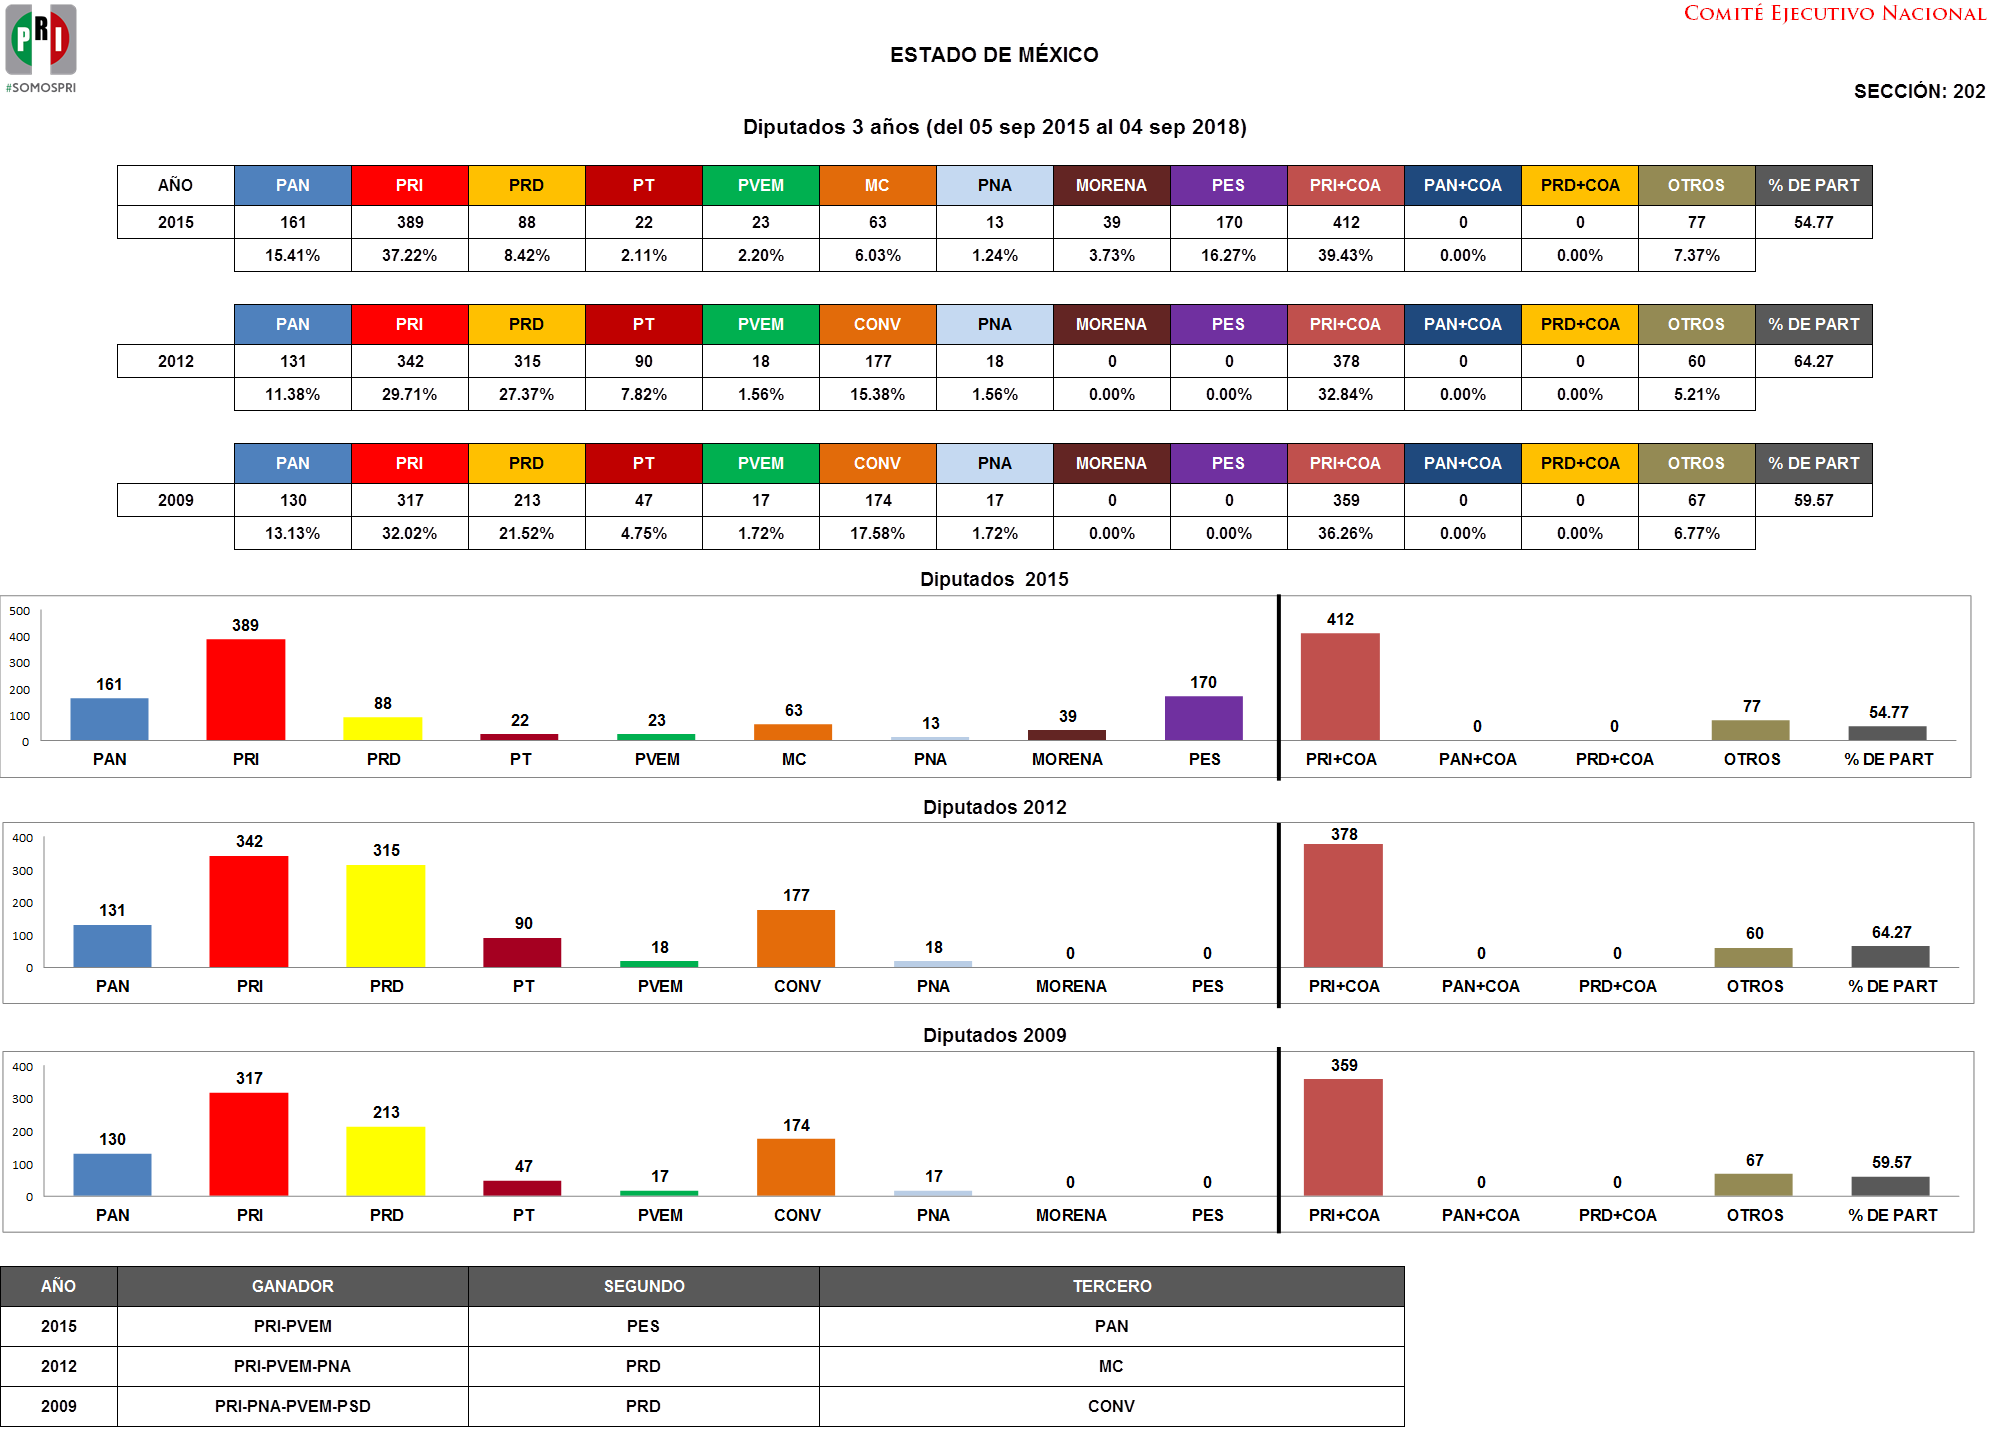 PRI
#SOMOSPRI
COMITÉ EJECUTIVO NACIONAL
ESTADO DE MÉXICO
SECCIÓN: 202
Diputados 3 años (del 05 sep 2015 al 04 sep 2018)
AÑO PAN PRI PRD PT PVEM MC PNA MORENA PES PRI+COA PAN+COA PRD+COA OTROS % DE PART
2015 161 389 88 22 23 63 13 39 170 412 0 0 77 54.77
15.41% 37.22% 8.42% 2.11% 2.20% 6.03% 1.24% 3.73% 16.27% 39.43% 0.00% 0.00% 7.37%
PAN PRI PRD PT PVEM CONV PNA MORENA PES PRI+COA PAN+COA PRD+COA OTROS % DE PART
2012 131 342 315 90 18 177 18 0 0 378 0 0 60 64.27
11.38% 29.71% 27.37% 7.82% 1.56% 15.38% 1.56% 0.00% 0.00% 32.84% 0.00% 0.00% 5.21%
PAN PRI PRD PT PVEM CONV PNA MORENA PES PRI+COA PAN+COA PRD+COA OTROS % DE PART
2009 130 317 213 47 17 174 17 0 0 359 0 0 67 59.57
13.13% 32.02% 21.52% 4.75% 1.72% 17.58% 1.72% 0.00% 0.00% 36.26% 0.00% 0.00% 6.77%
Diputados 2015
500
400
300
200
100
0
161 389 88 22 23 63 13 39 170 412 0 0 77 54.77
PAN PRI PRD PT PVEM MC PNA MORENA PES PRI+COA PAN+COA PRD+COA OTROS % DE PART
Diputados 2012
400
300
200
100
0
131 342 315 90 18 177 18 0 0 378 0 0 60 64.27
PAN PRI PRD PT PVEM CONV PNA MORENA PES PRI+COA PAN+COA PRD+COA OTROS % DE PART
Diputados 2009
400
300
200
100
0
130 317 213 47 17 174 17 0 0 359 0 0 67 59.57
PAN PRI PRD PT PVEM CONV PNA MORENA PES PRI+COA PAN+COA PRD+COA OTROS % DE PART
AÑO GANADOR SEGUNDO TERCERO
2015 PRI-PVEM PES PAN
2012 PRI-PVEM-PNA PRD MC
2009 PRI-PNA-PVEM-PSD PRD CONV